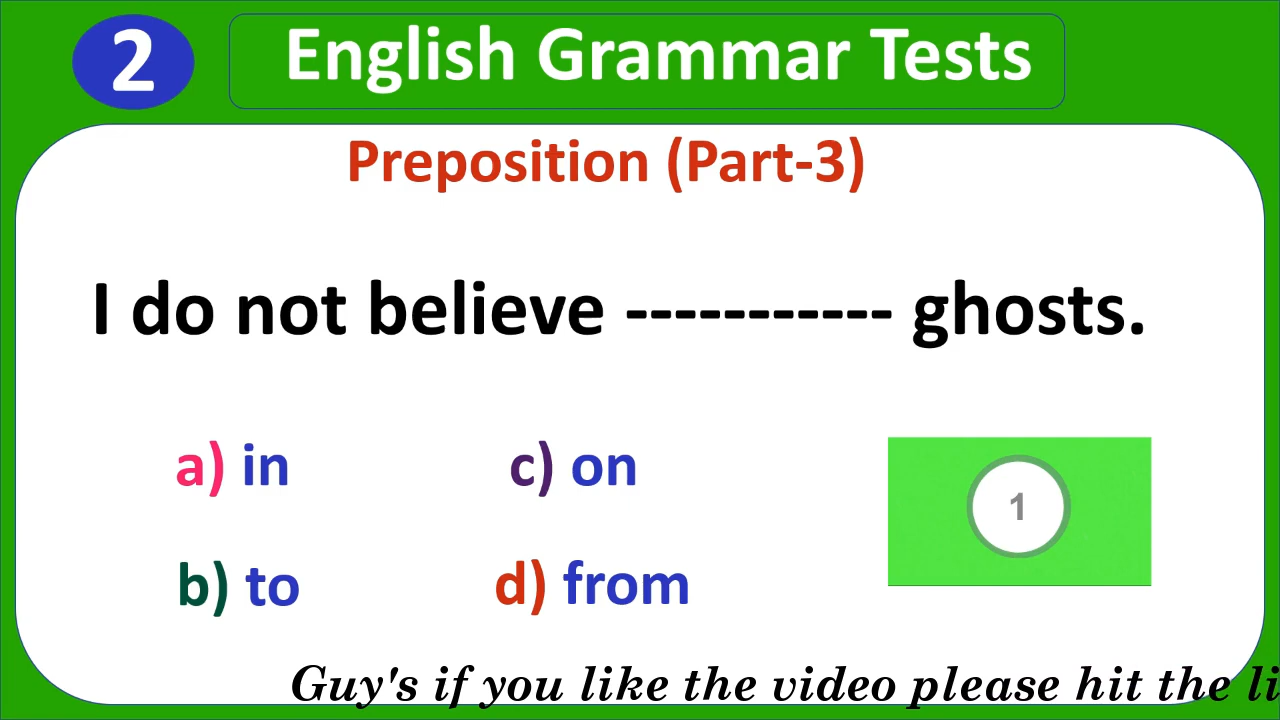 2 English Grammar Tests
Preposition (Part-3)
I do not believe ----------- ghosts.
a) in c) on
1
b) to d) from
Guy's if you like the video please hit the li